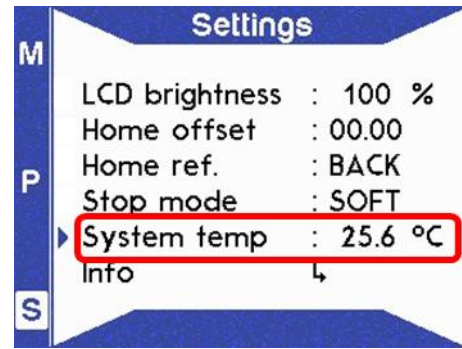 Settings
M
LCD brightness : 100 %
Home offset : 00.00
Home ref. : BACK
P
Stop mode : SOFT
System temp : 25.6 °C
Info ↳
S